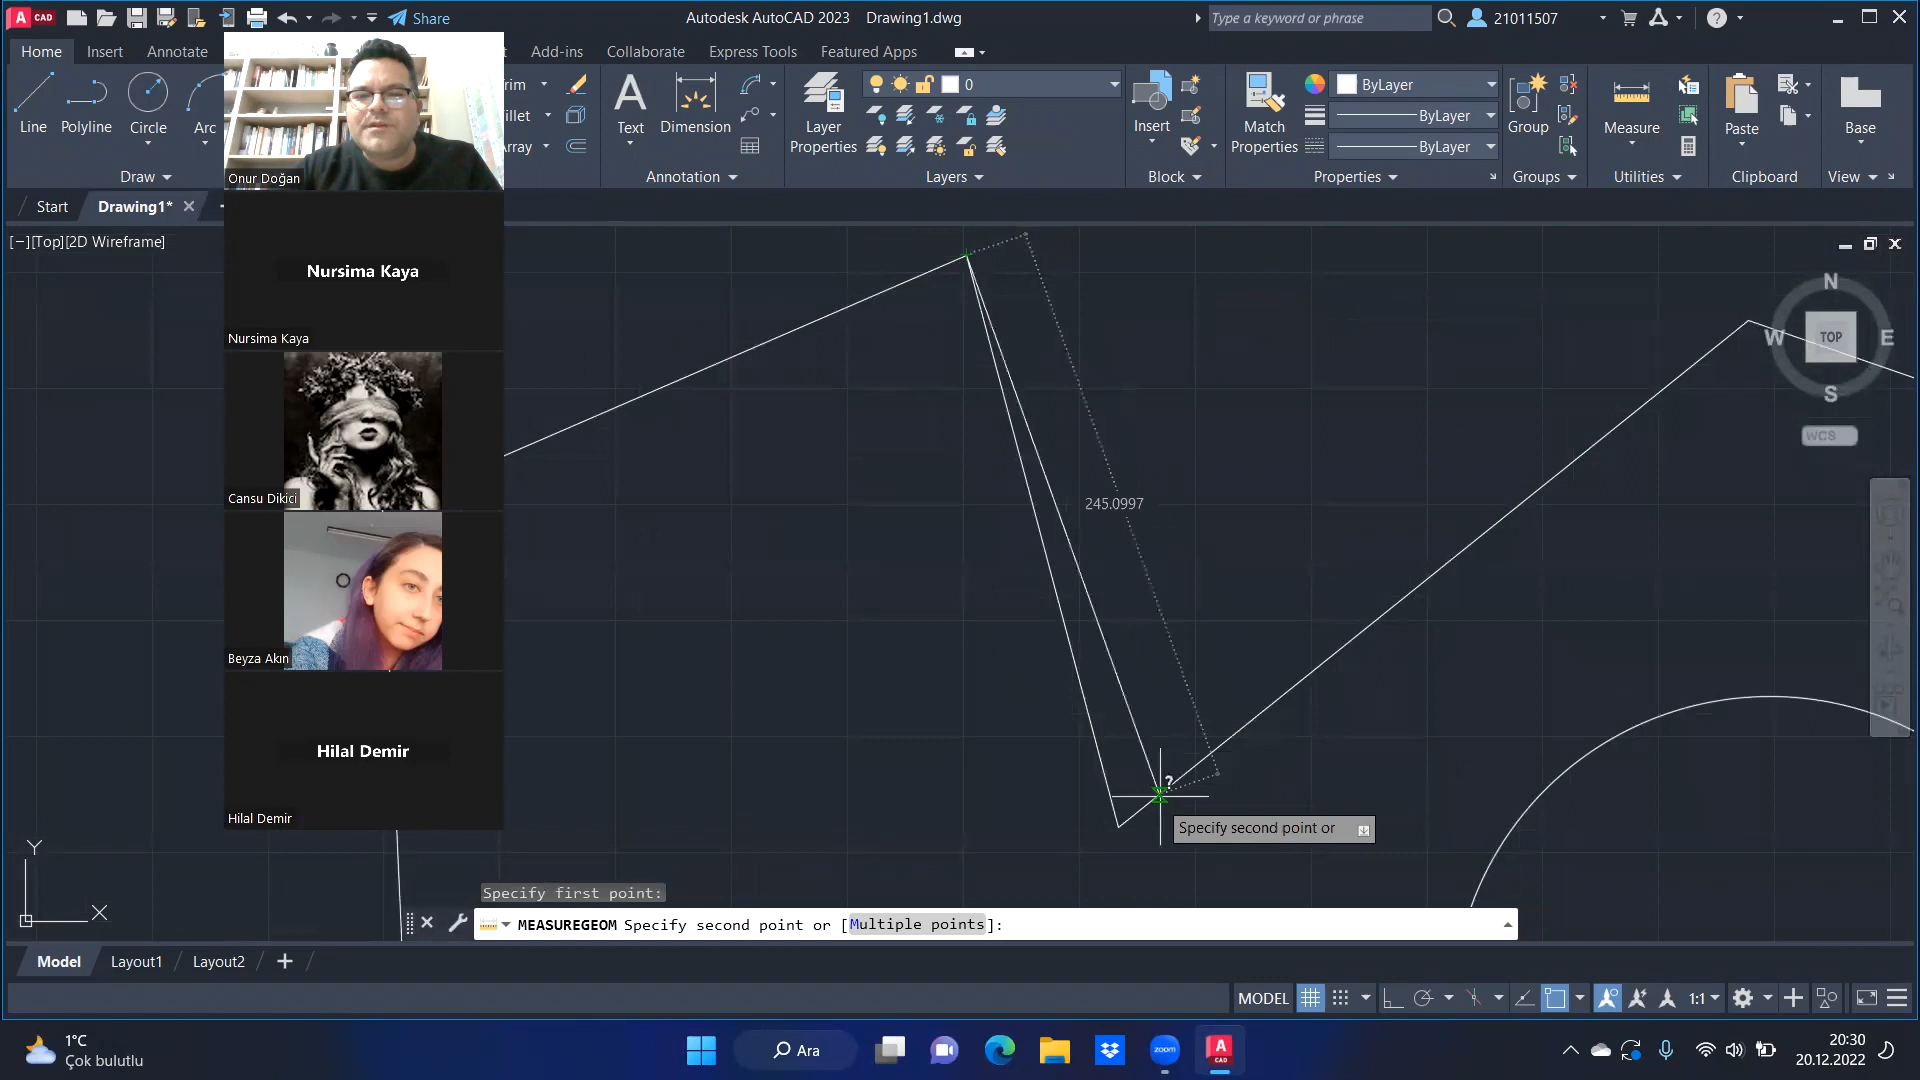 CAD
Share
Autodesk AutoCAD 2023 Drawing1.dwg
Type a keyword or phrase
21011507
Home
Insert
Annotate
Add-ins
Collaborate
Express Tools
Featured Apps
Line
Polyline
Circle
Arc
rim
illet
rray
Draw
Text
Dimension
Annotation
Layer
Properties
0
Layers
Insert
Block
Match
Properties
ByLayer
ByLayer
ByLayer
Properties
Group
Groups
Measure
Utilities
Paste
Clipboard
Base
View
Start
Drawing1*
[−][Top][2D Wireframe]
Onur Doğan
Nursima Kaya
Nursima Kaya
Cansu Dikici
Beyza Akın
Hilal Demir
Hilal Demir
N
W
TOP
E
S
WCS
245.0997
?
Specify second point or
Y
X
Specify first point:
MEASUREGEOM Specify second point or [Multiple points]:
Model
Layout1
Layout2
MODEL
1:1
1°C
Çok bulutlu
Ara
zoom
A
CAD
20:30
20.12.2022